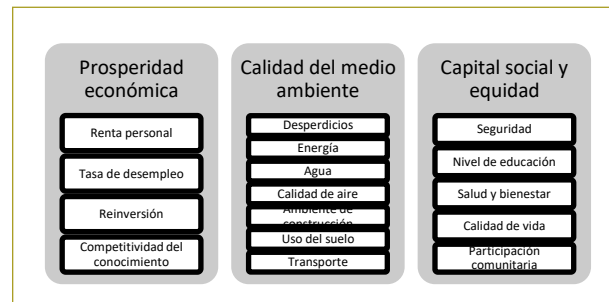 Prosperidad
económica
Renta personal
Tasa de desempleo
Reinversión
Competitividad del
conocimiento
Calidad del medio
ambiente
Desperdicios
Energía
Agua
Calidad de aire
Ambiente de
construcción
Uso del suelo
Transporte
Capital social y
equidad
Seguridad
Nivel de educación
Salud y bienestar
Calidad de vida
Participación
comunitaria